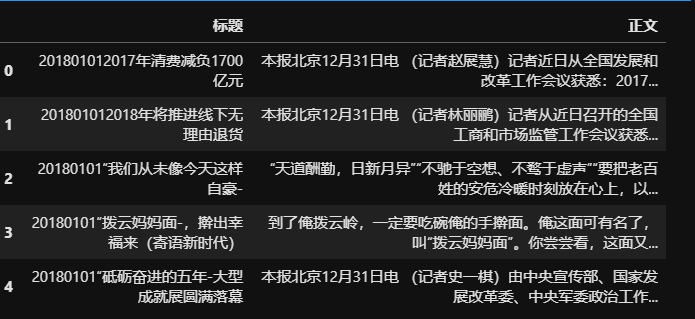 标题 正文
0 201801012017年清费减负1700亿元 本报北京12月31日电 （记者赵展慧）记者近日从全国发展和改革工作会议获悉：2017...
1 201801012018年将推进线下无理由退货 本报北京12月31日电 （记者林丽鹂）记者从近日召开的全国工商和市场监管工作会议获悉...
2 20180101“我们从未像今天这样自豪- “天道酬勤，日新月异”“不驰于空想、不骛于虚声”“要把老百姓的安危冷暖时刻放在心上，以...
3 20180101“拨云妈妈面-，擀出幸福来（寄语新时代） 到了俺拨云岭，一定要吃碗俺的手擀面。俺这面可有名了，叫“拨云妈妈面”。你尝尝看，这面又...
4 20180101“砥砺奋进的五年-大型成就展圆满落幕 本报北京12月31日电 （记者史一棋）由中央宣传部、国家发展改革委、中央军委政治工作...